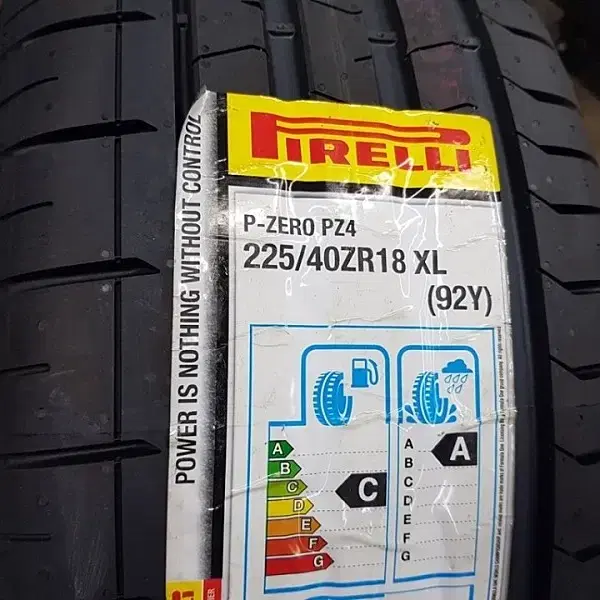 PIRELLI
POWER IS NOTHING WITHOUT CONTROL
P-ZERO PZ4
225/40ZR18 XL
(92Y)
A
B
C
D
E
F
G
C
A
B
C
D
E
F
G
A